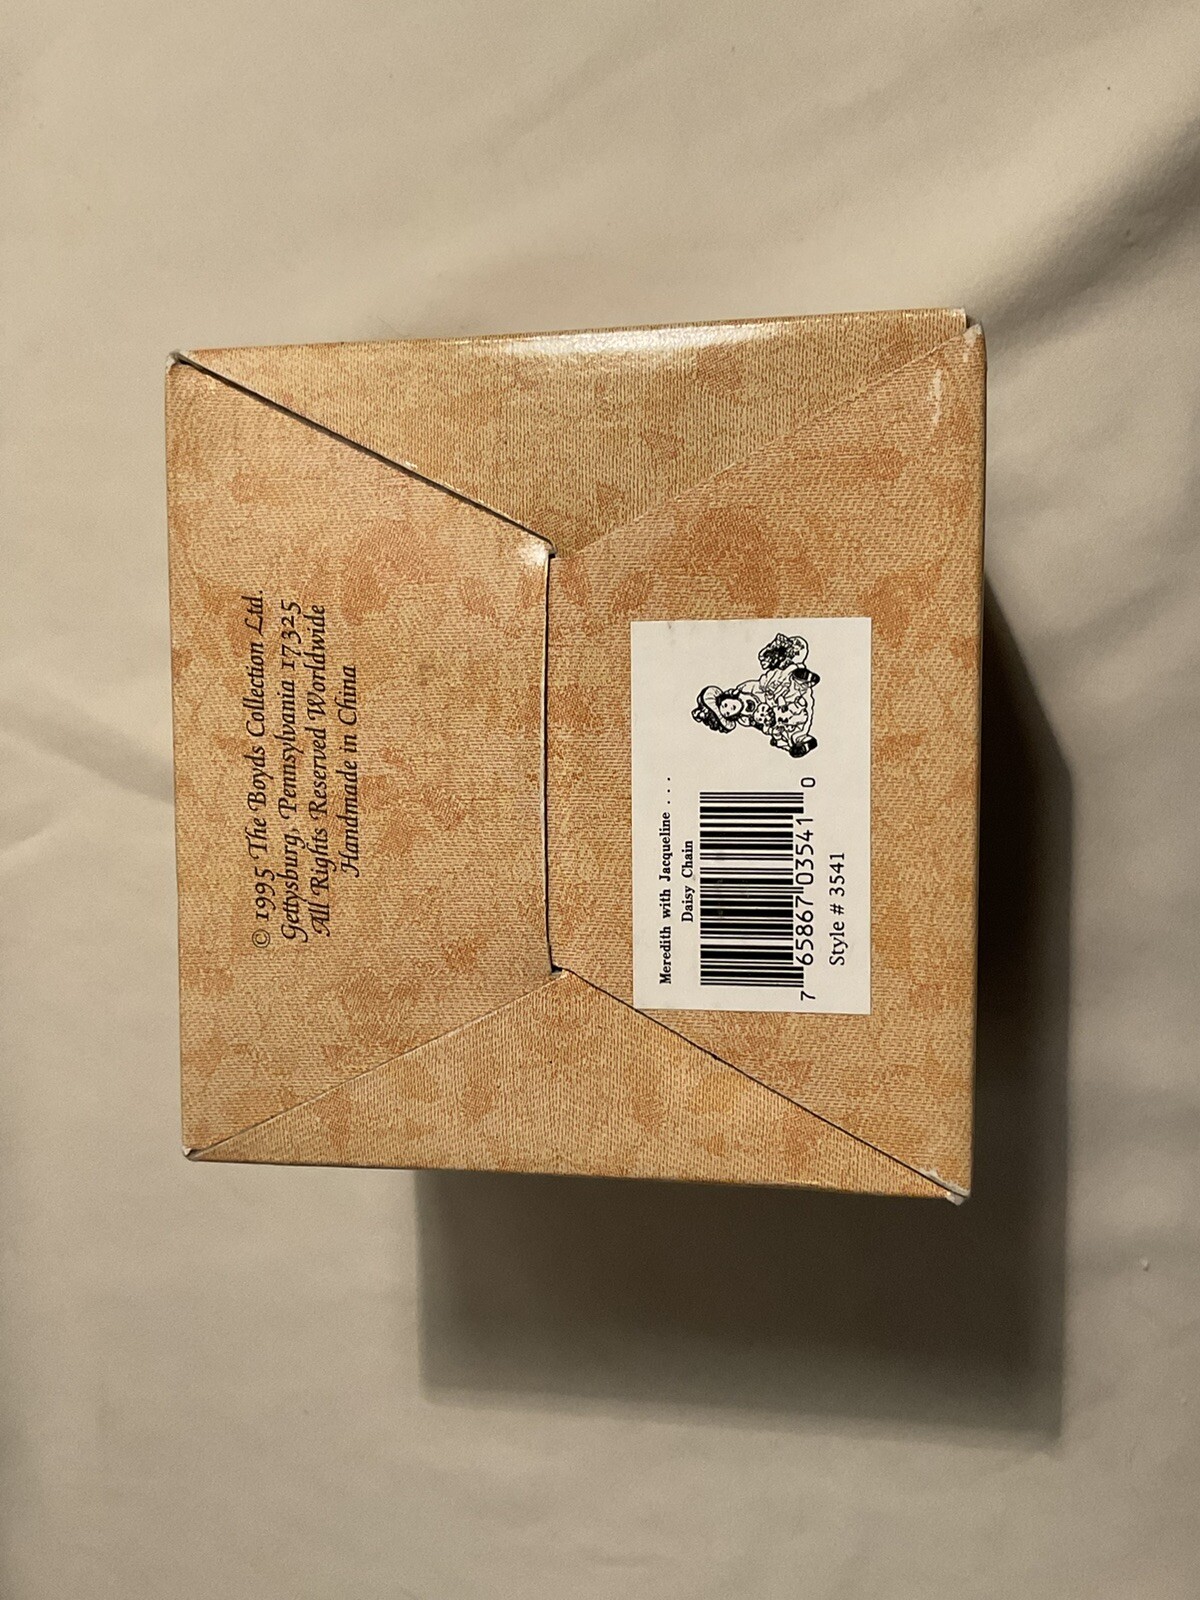 © 1995 The Boyds Collection Ltd.
Gettysburg, Pennsylvania 17325
All Rights Reserved Worldwide
Handmade in China
Meredith with Jacqueline . . .
Daisy Chain
7 65867 03541 0
Style # 3541